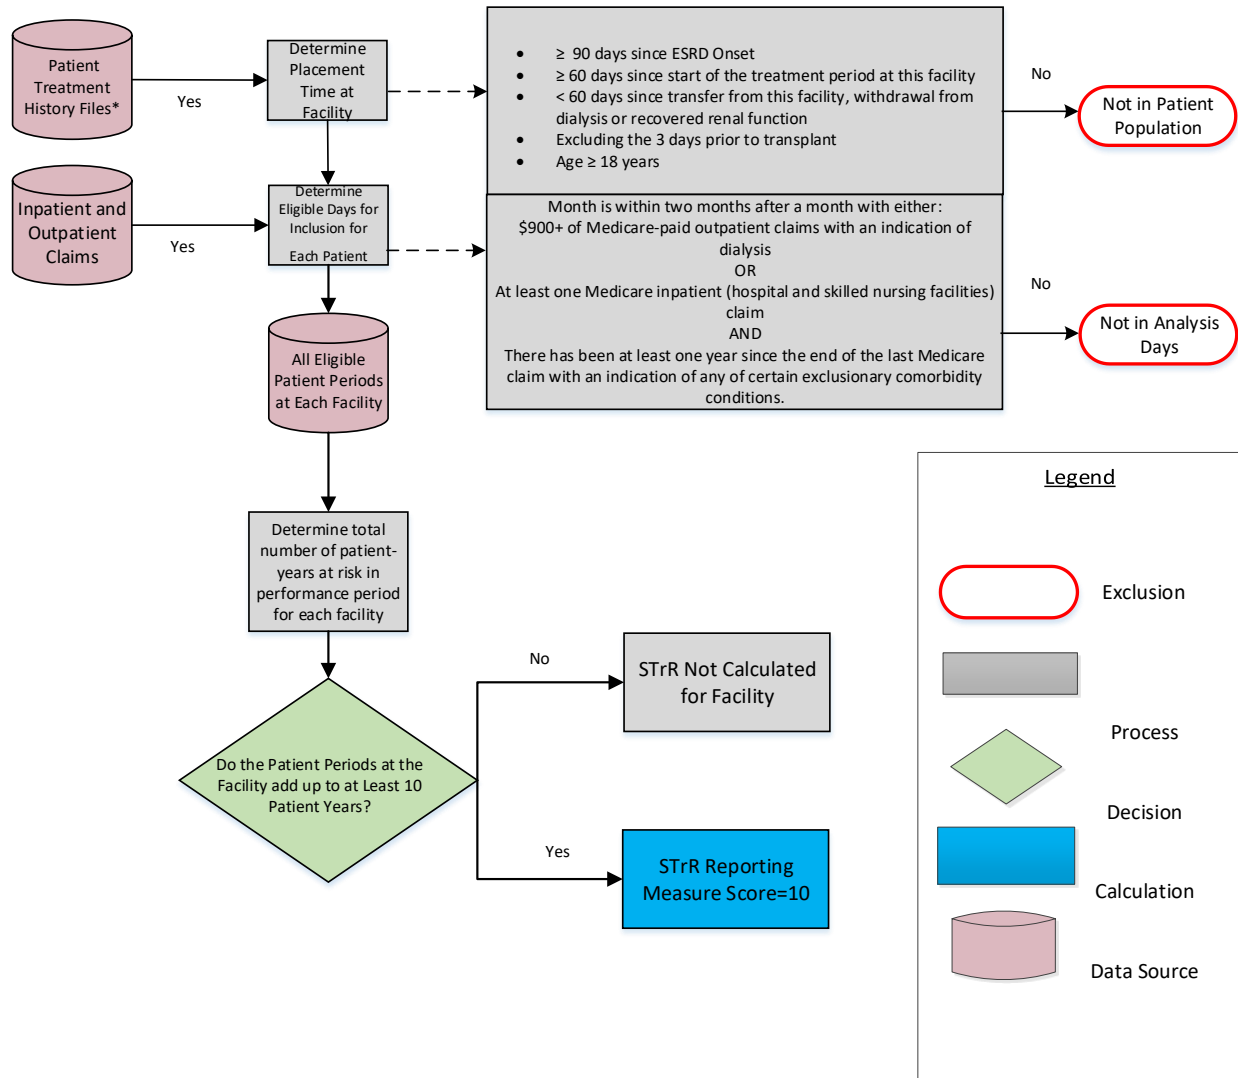 Patient
Treatment
History Files*
Yes
Determine
Placement
Time at
Facility
• ≥ 90 days since ESRD Onset
• ≥ 60 days since start of the treatment period at this facility
• < 60 days since transfer from this facility, withdrawal from
dialysis or recovered renal function
• Excluding the 3 days prior to transplant
• Age ≥ 18 years
No
Not in Patient
Population
Inpatient and
Outpatient
Claims
Yes
Determine
Eligible Days for
Inclusion for
Each Patient
Month is within two months after a month with either:
$900+ of Medicare-paid outpatient claims with an indication of
dialysis
OR
At least one Medicare inpatient (hospital and skilled nursing facilities)
claim
AND
There has been at least one year since the end of the last Medicare
claim with an indication of any of certain exclusionary comorbidity
conditions.
No
Not in Analysis
Days
All Eligible
Patient Periods
at Each Facility
Determine total
number of patient-
years at risk in
performance period
for each facility
Do the Patient Periods at the
Facility add up to at Least 10
Patient Years?
No
STrR Not Calculated
for Facility
Yes
STrR Reporting
Measure Score=10
Legend
Exclusion
Process
Decision
Calculation
Data Source